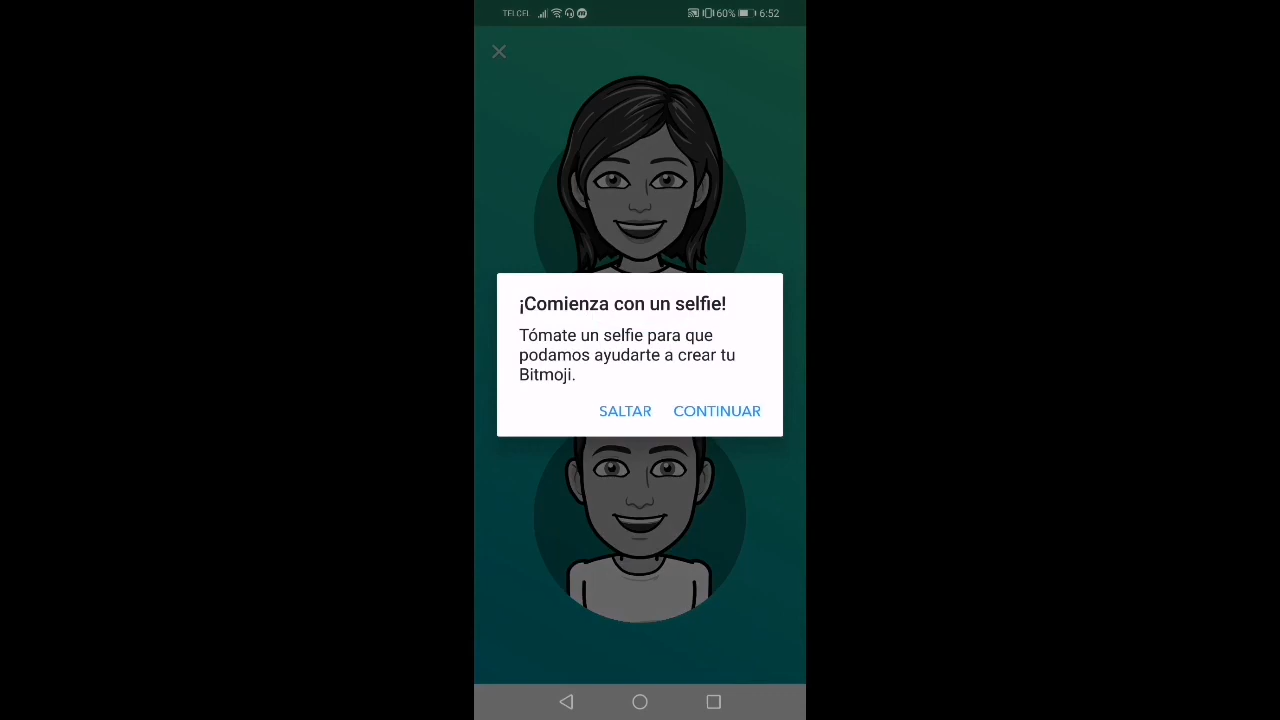 TELCEL 60% 6:52
¡Comienza con un selfie!
Tómate un selfie para que
podamos ayudarte a crear tu
Bitmoji.
SALTAR CONTINUAR